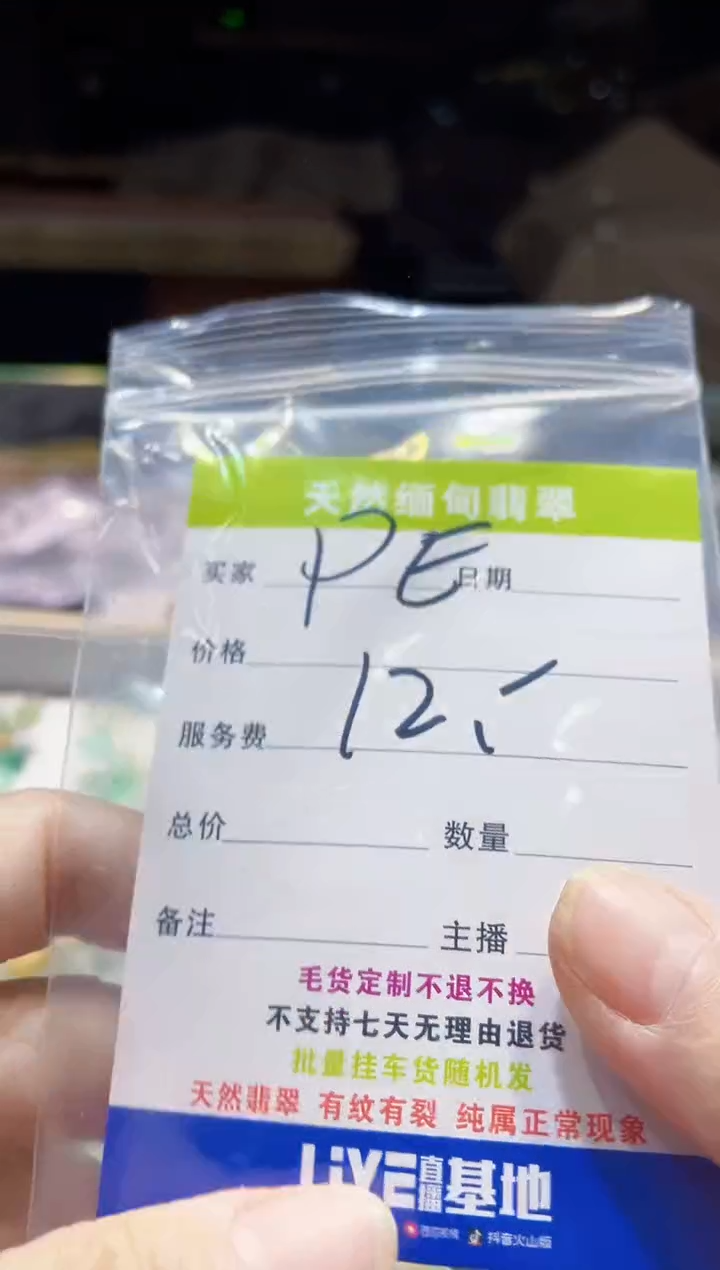 天然缅甸翡翠
买家 PE 日期
价格
服务费 12.
总价 数量
备注 主播
毛货定制不退不换
不支持七天无理由退货
批量挂车货随机发
天然翡翠 有纹有裂 纯属正常现象
LIVE直播基地
抖音火山版